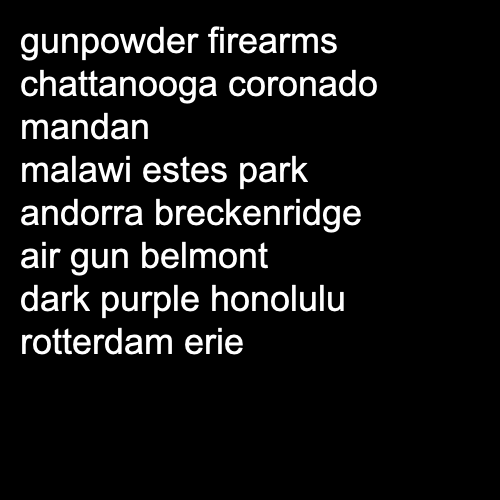 gunpowder firearms
chattanooga coronado
mandan
malawi estes park
andorra breckenridge
air gun belmont
dark purple honolulu
rotterdam erie